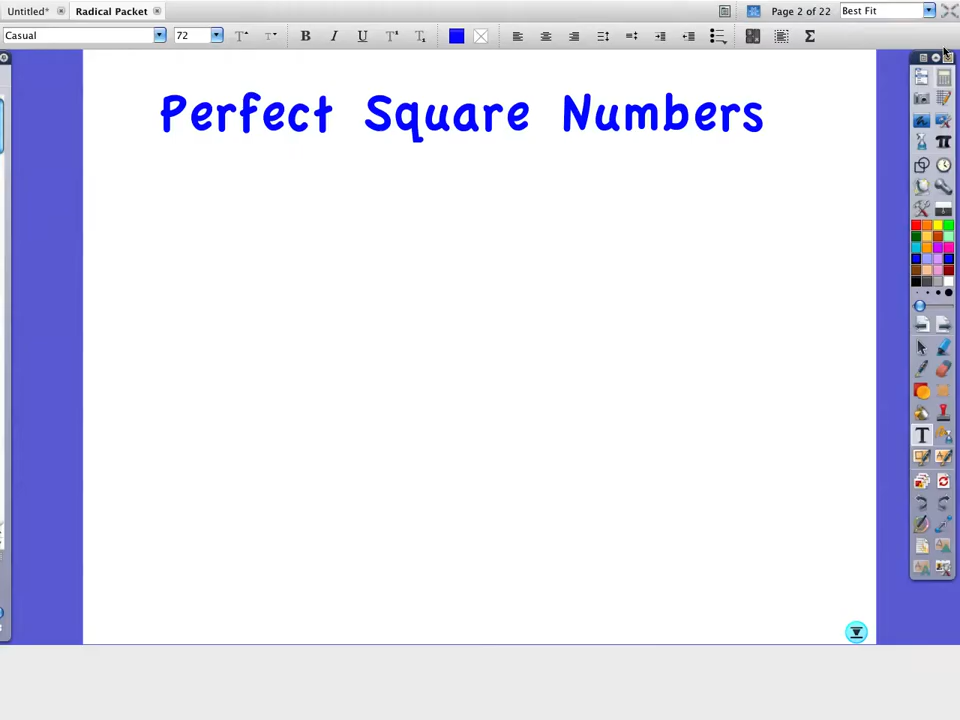 Untitled* Radical Packet Page 2 of 22 Best Fit
Casual 72 B I U
Perfect Square Numbers